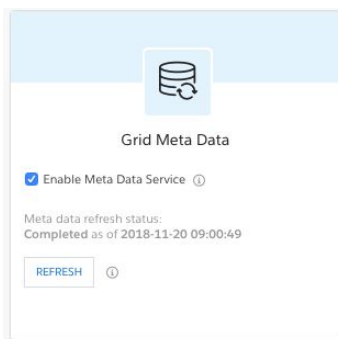 Grid Meta Data
Enable Meta Data Service
Meta data refresh status:
Completed as of 2018-11-20 09:00:49
REFRESH